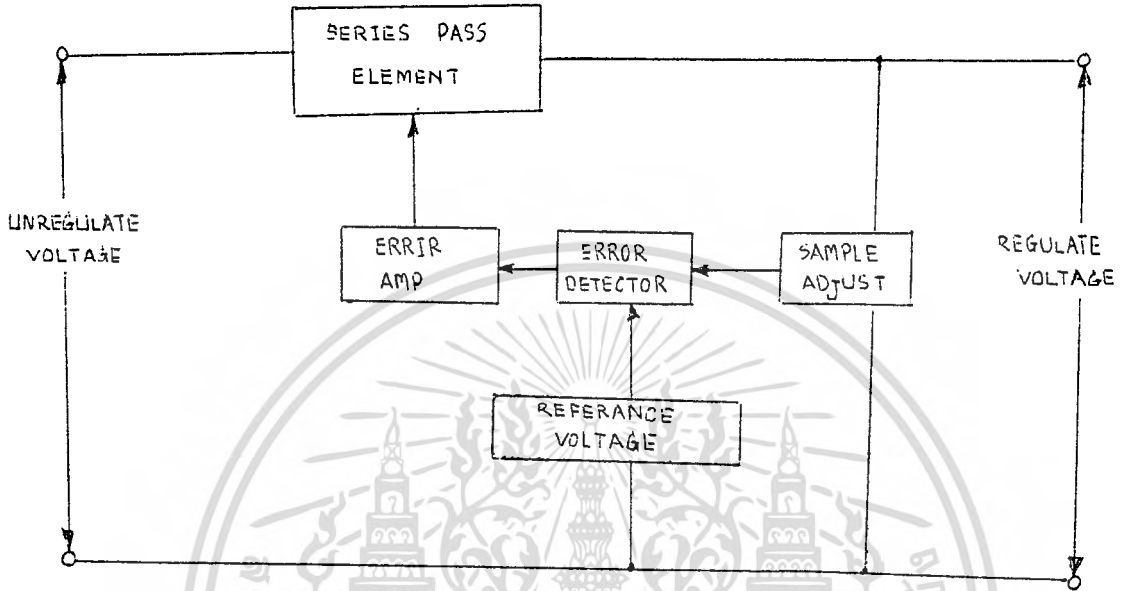 SERIES PASS
ELEMENT
UNREGULATE
VOLTAGE
ERRIR
AMP
ERROR
DETECTOR
SAMPLE
ADJUST
REGULATE
VOLTAGE
REFERANCE
VOLTAGE